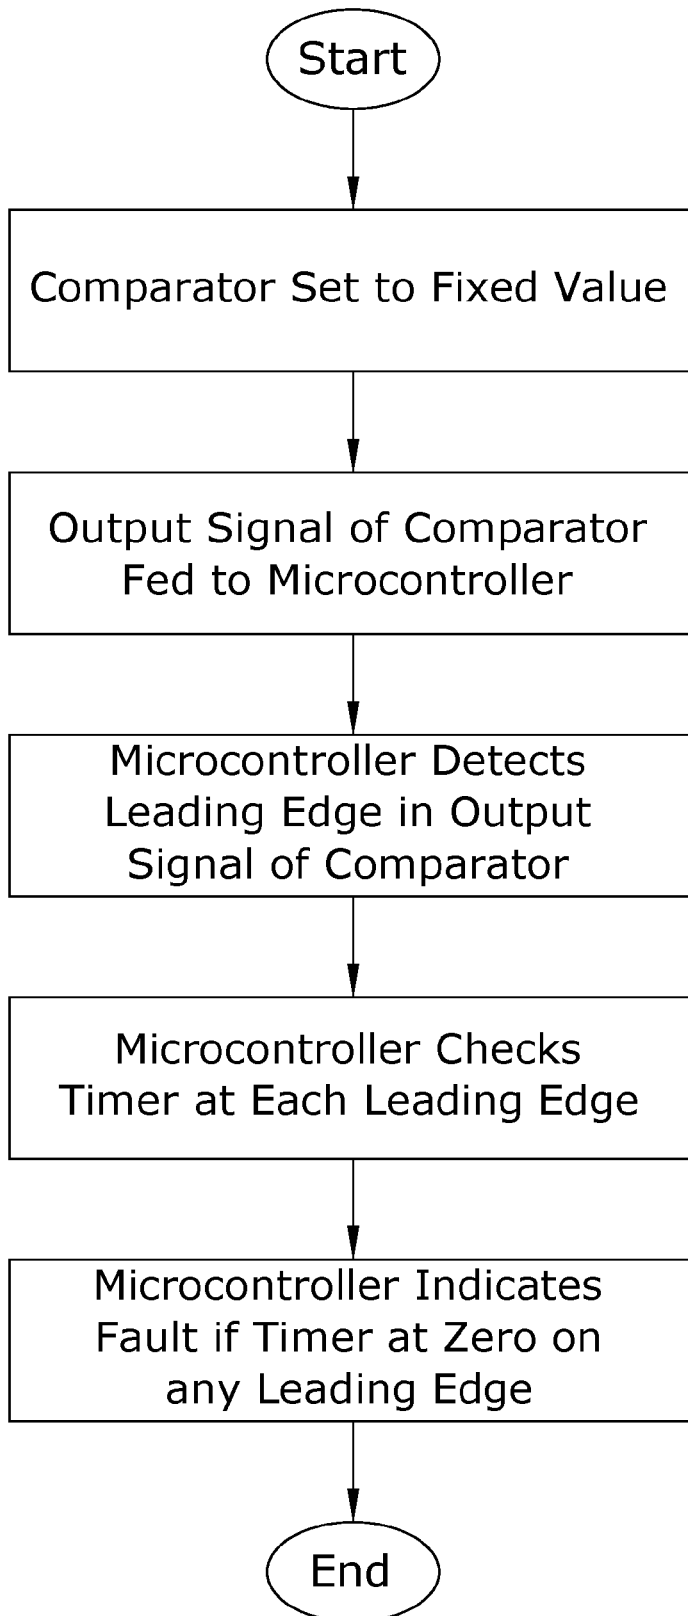 Start
Comparator Set to Fixed Value
Output Signal of Comparator
Fed to Microcontroller
Microcontroller Detects
Leading Edge in Output
Signal of Comparator
Microcontroller Checks
Timer at Each Leading Edge
Microcontroller Indicates
Fault if Timer at Zero on
any Leading Edge
End